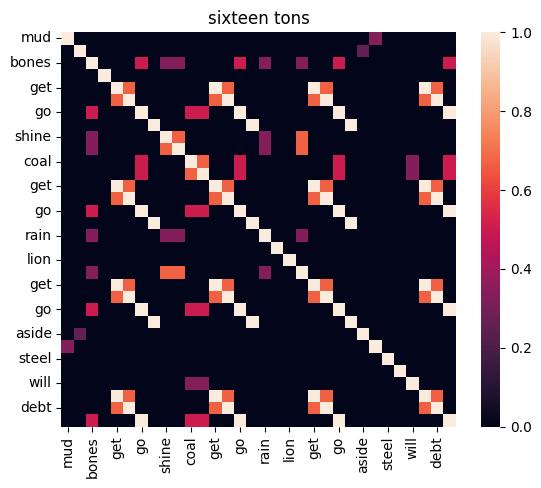 sixteen tons
mud
bones
get
go
shine
coal
get
go
rain
lion
get
go
aside
steel
will
debt
1.0
0.8
0.6
0.4
0.2
0.0
mud
bones
get
go
shine
coal
get
go
rain
lion
get
go
aside
steel
will
debt